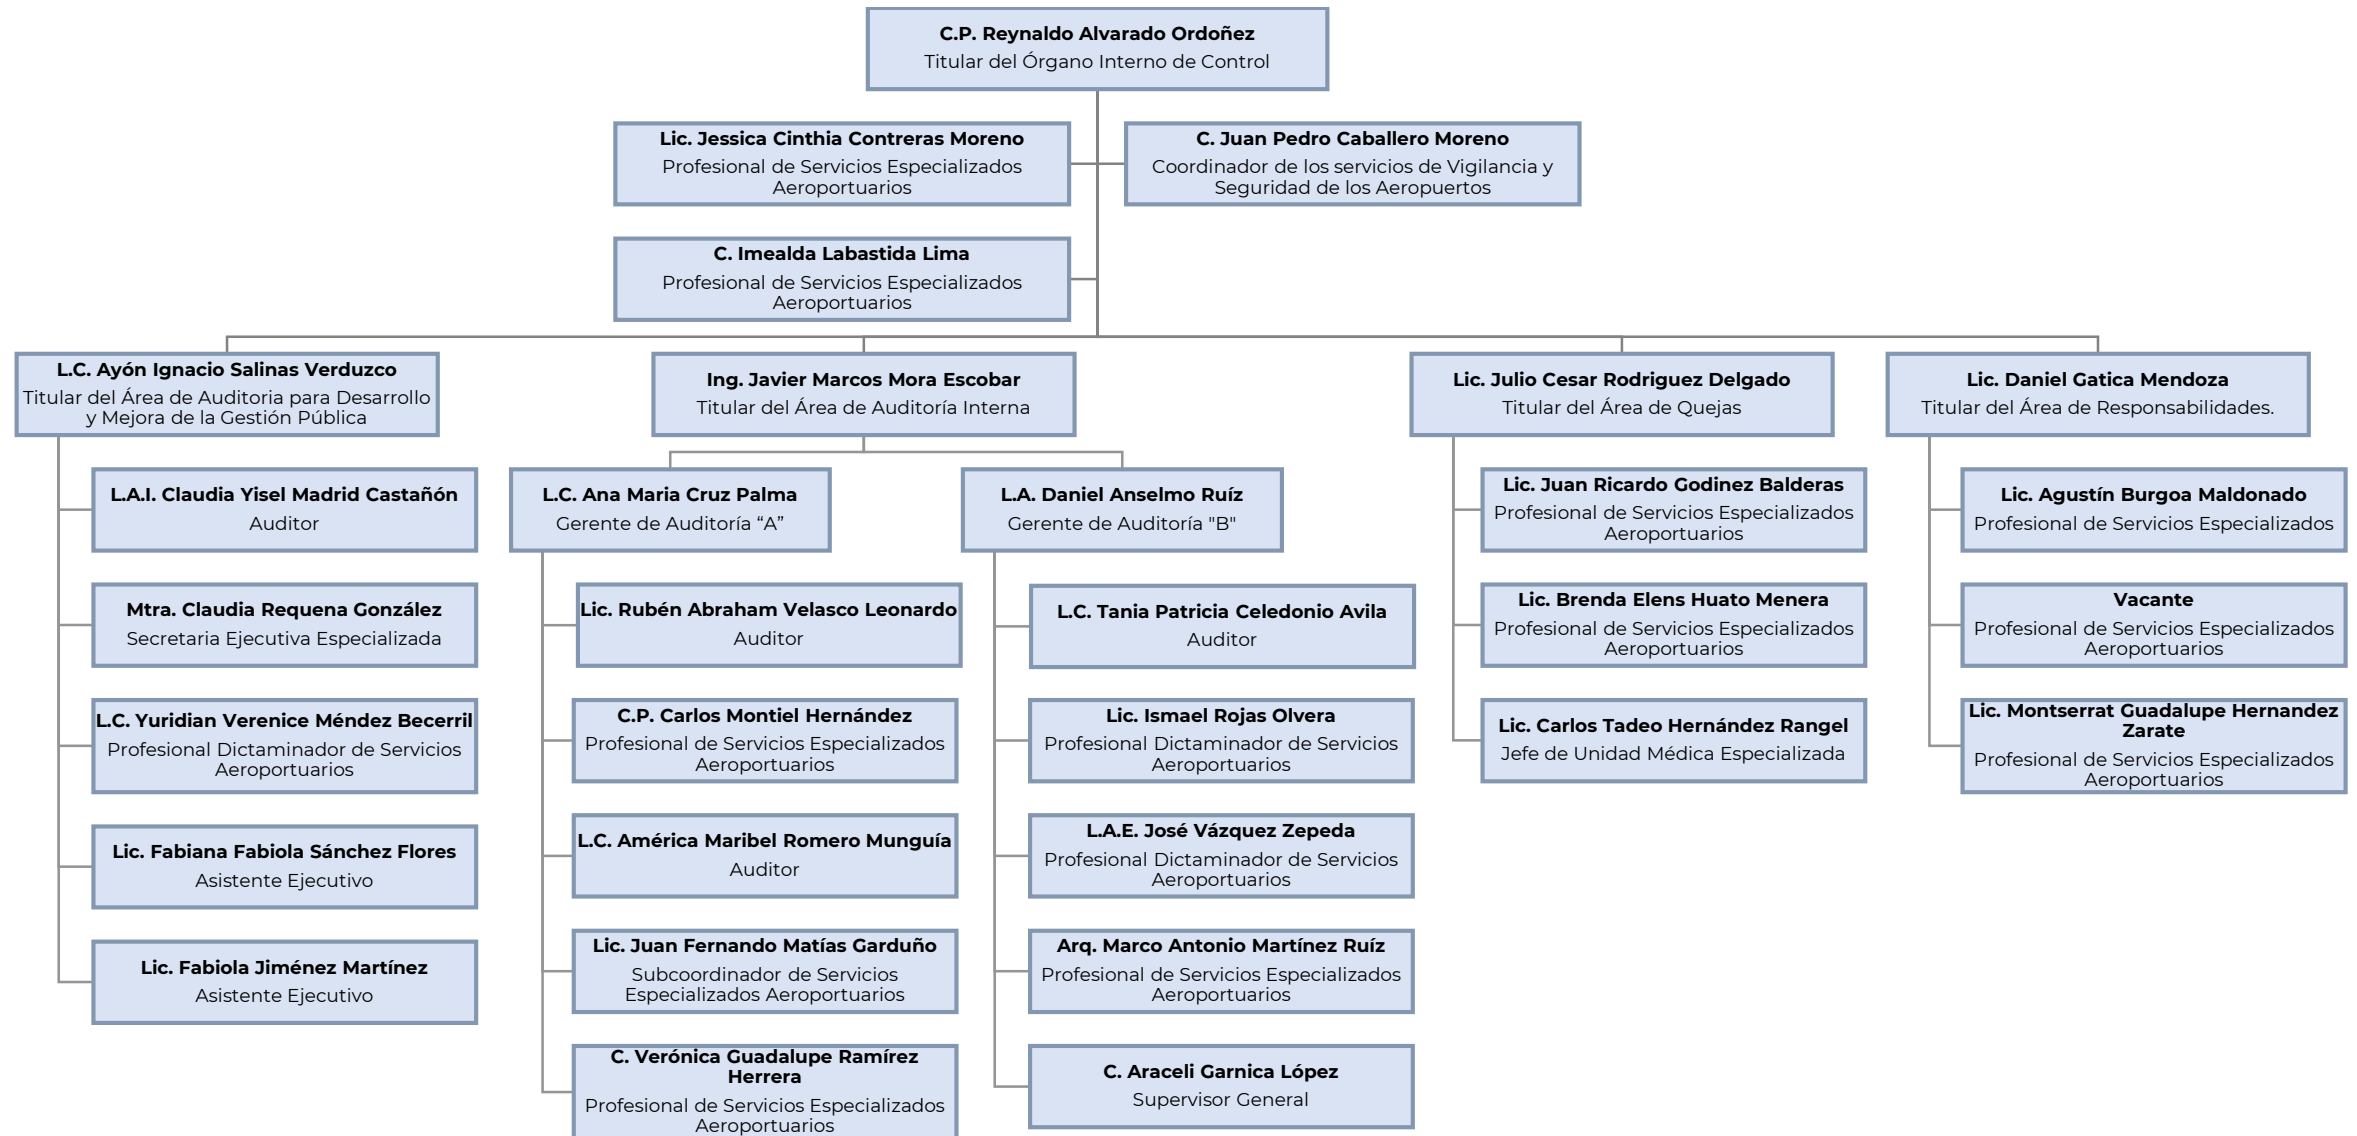 C.P. Reynaldo Alvarado Ordoñez
Titular del Órgano Interno de Control
Lic. Jessica Cinthia Contreras Moreno
Profesional de Servicios Especializados
Aeroportuarios
C. Juan Pedro Caballero Moreno
Coordinador de los servicios de Vigilancia y
Seguridad de los Aeropuertos
C. Imealda Labastida Lima
Profesional de Servicios Especializados
Aeroportuarios
L.C. Ayón Ignacio Salinas Verduzco
Titular del Área de Auditoria para Desarrollo
y Mejora de la Gestión Pública
L.A.I. Claudia Yisel Madrid Castañón
Auditor
Mtra. Claudia Requena González
Secretaria Ejecutiva Especializada
L.C. Yuridian Verenice Méndez Becerril
Profesional Dictaminador de Servicios
Aeroportuarios
Lic. Fabiana Fabiola Sánchez Flores
Asistente Ejecutivo
Lic. Fabiola Jiménez Martínez
Asistente Ejecutivo
Ing. Javier Marcos Mora Escobar
Titular del Área de Auditoría Interna
L.C. Ana Maria Cruz Palma
Gerente de Auditoría “A”
Lic. Rubén Abraham Velasco Leonardo
Auditor
C.P. Carlos Montiel Hernández
Profesional de Servicios Especializados
Aeroportuarios
L.C. América Maribel Romero Munguía
Auditor
Lic. Juan Fernando Matías Garduño
Subcoordinador de Servicios
Especializados Aeroportuarios
C. Verónica Guadalupe Ramírez
Herrera
Profesional de Servicios Especializados
Aeroportuarios
L.A. Daniel Anselmo Ruíz
Gerente de Auditoría "B"
L.C. Tania Patricia Celedonio Avila
Auditor
Lic. Ismael Rojas Olvera
Profesional Dictaminador de Servicios
Aeroportuarios
L.A.E. José Vázquez Zepeda
Profesional Dictaminador de Servicios
Aeroportuarios
Arq. Marco Antonio Martínez Ruíz
Profesional de Servicios Especializados
Aeroportuarios
C. Araceli Garnica López
Supervisor General
Lic. Julio Cesar Rodriguez Delgado
Titular del Área de Quejas
Lic. Juan Ricardo Godinez Balderas
Profesional de Servicios Especializados
Aeroportuarios
Lic. Brenda Elens Huato Menera
Profesional de Servicios Especializados
Aeroportuarios
Lic. Carlos Tadeo Hernández Rangel
Jefe de Unidad Médica Especializada
Lic. Daniel Gatica Mendoza
Titular del Área de Responsabilidades.
Lic. Agustín Burgoa Maldonado
Profesional de Servicios Especializados
Vacante
Profesional de Servicios Especializados
Aeroportuarios
Lic. Montserrat Guadalupe Hernandez
Zarate
Profesional de Servicios Especializados
Aeroportuarios